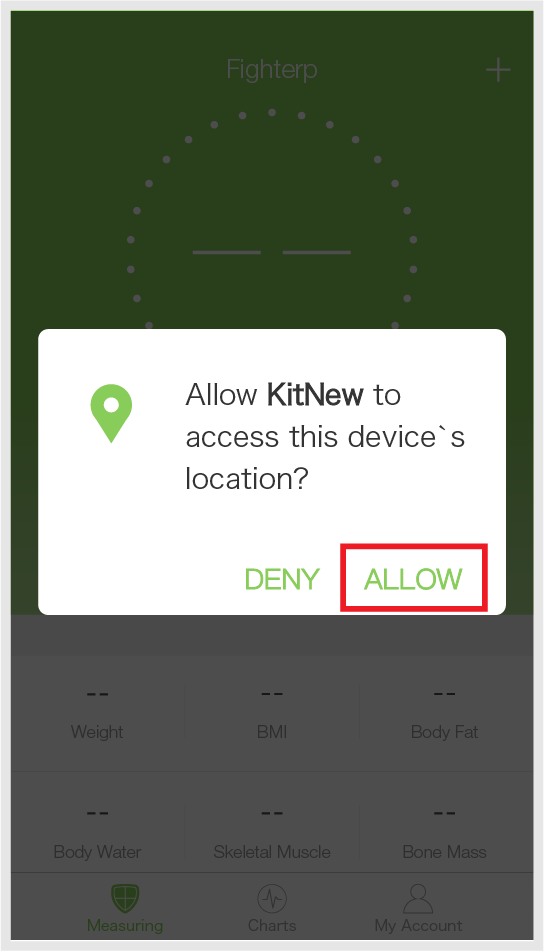 Fighterp
Allow KitNew to
access this device`s
location?
DENY ALLOW
-- -- --
Weight BMI Body Fat
-- -- --
Body Water Skeletal Muscle Bone Mass
Measuring Charts My Account